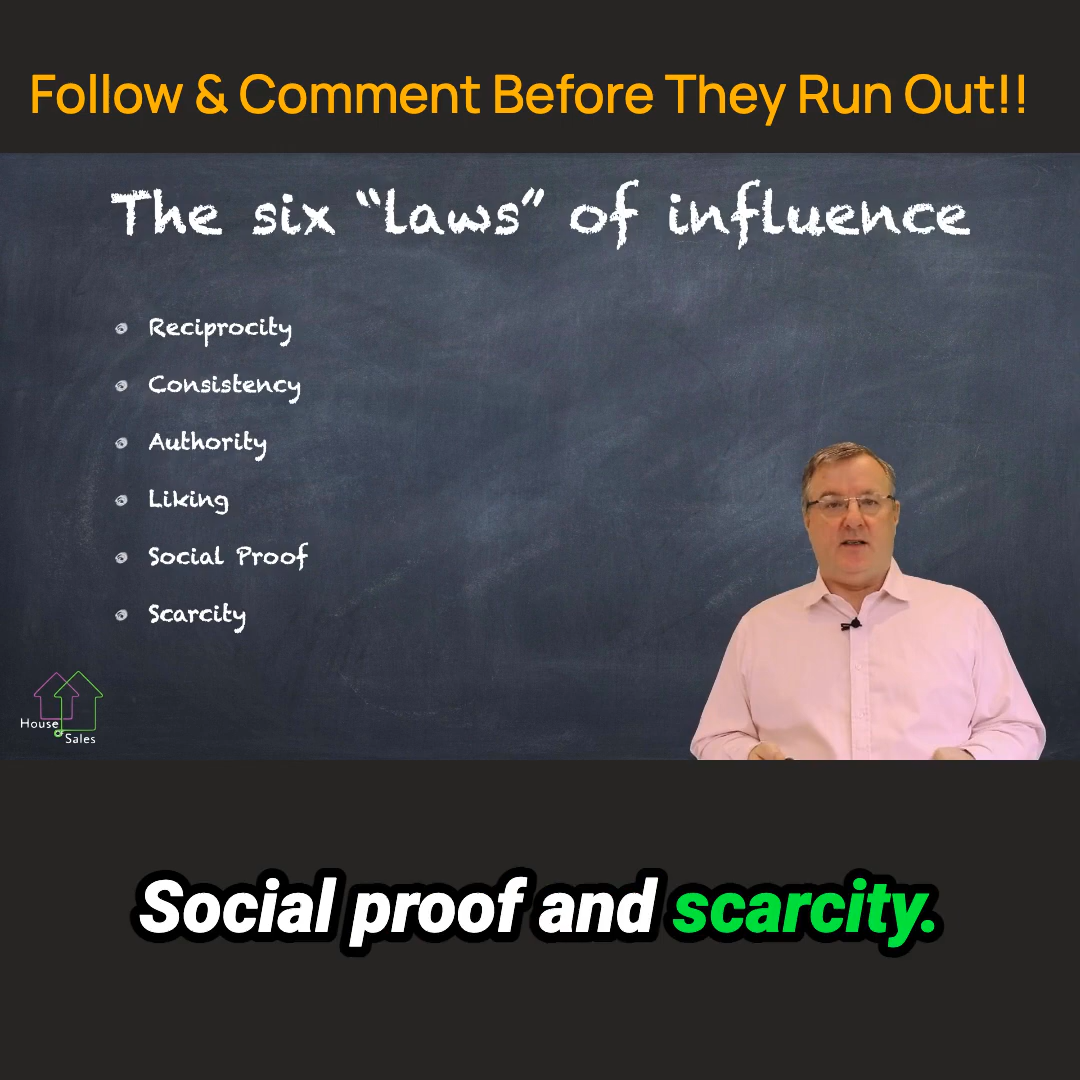 Follow & Comment Before They Run Out!!
The six “laws” of influence
Reciprocity
Consistency
Authority
Liking
Social Proof
Scarcity
House
Sales
Social proof and scarcity.